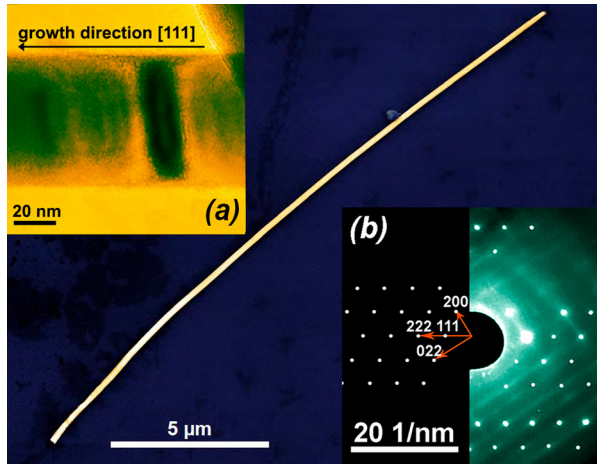 growth direction [111]
20 nm
(a)
(b)
200
222 111
022
5 µm
20 1/nm